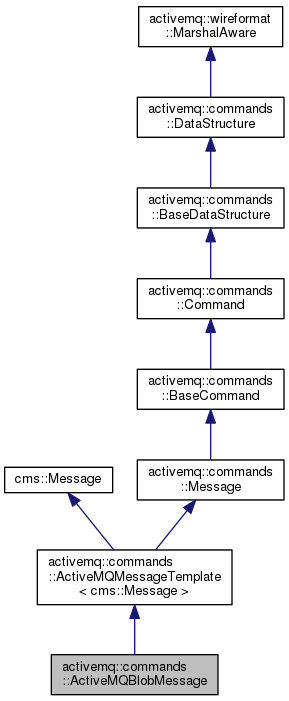 activemq::wireformat
::MarshalAware
activemq::commands
::DataStructure
activemq::commands
::BaseDataStructure
activemq::commands
::Command
activemq::commands
::BaseCommand
cms::Message
activemq::commands
::Message
activemq::commands
::ActiveMQMessageTemplate
< cms::Message >
activemq::commands
::ActiveMQBlobMessage